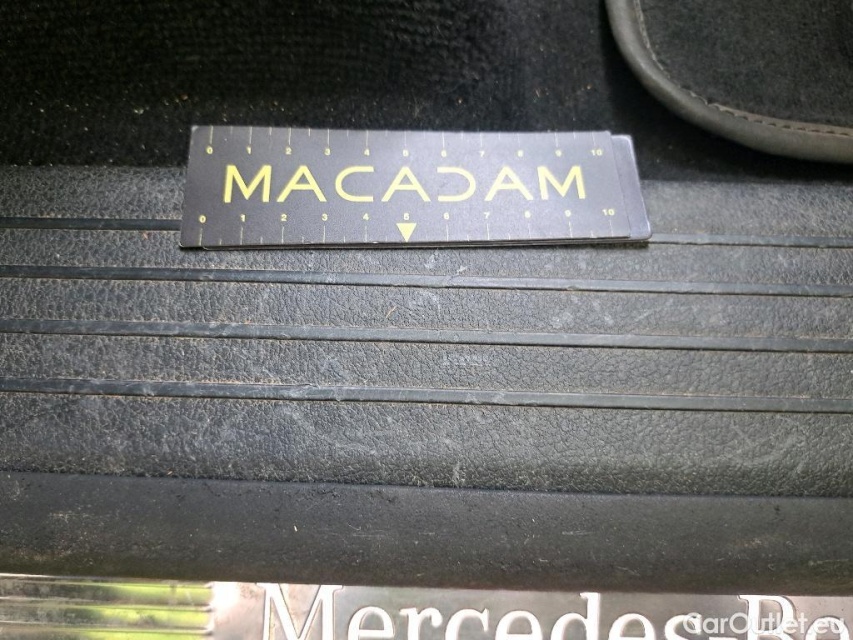 0 1 2 3 4 5 6 7 8 9 10
MACADAM
0 1 2 3 4 5 6 7 8 9 10
Mercedes-Be
CarOutlet.eu